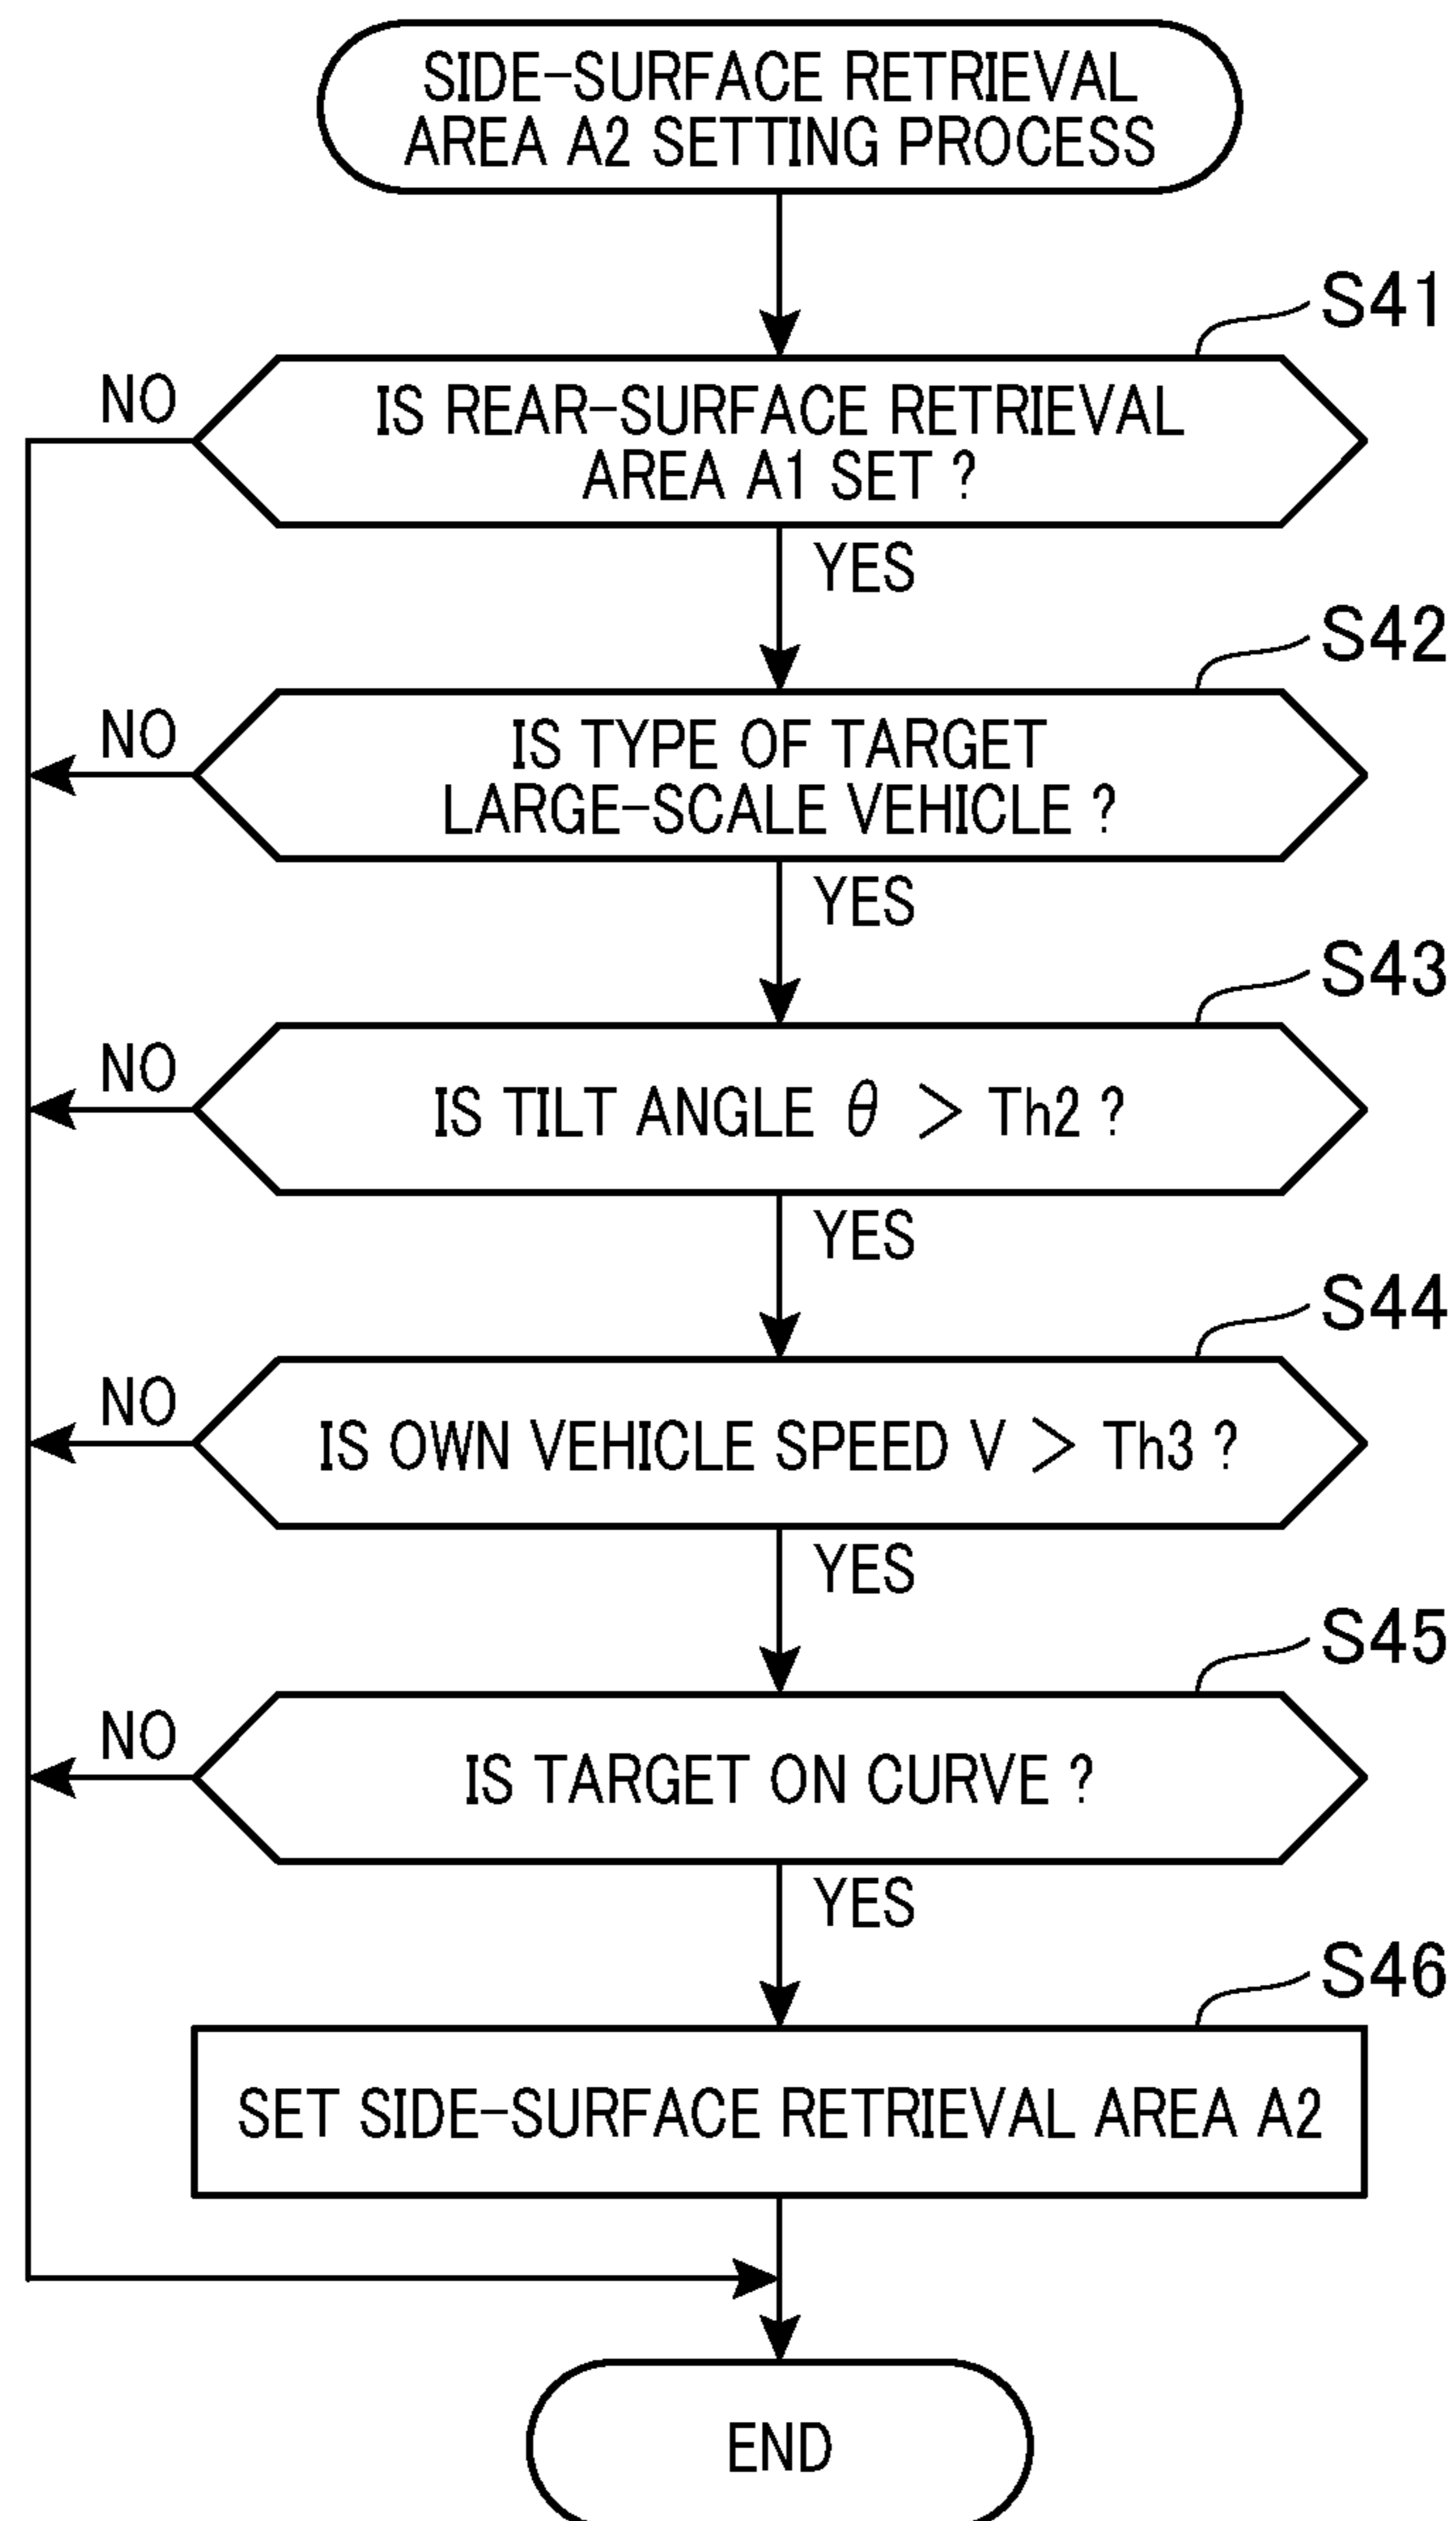 SIDE-SURFACE RETRIEVAL
AREA A2 SETTING PROCESS
S41
NO
IS REAR-SURFACE RETRIEVAL
AREA A1 SET ?
YES
S42
NO
IS TYPE OF TARGET
LARGE-SCALE VEHICLE ?
YES
S43
NO
IS TILT ANGLE θ > Th2 ?
YES
S44
NO
IS OWN VEHICLE SPEED V > Th3 ?
YES
S45
NO
IS TARGET ON CURVE ?
YES
S46
SET SIDE-SURFACE RETRIEVAL AREA A2
END